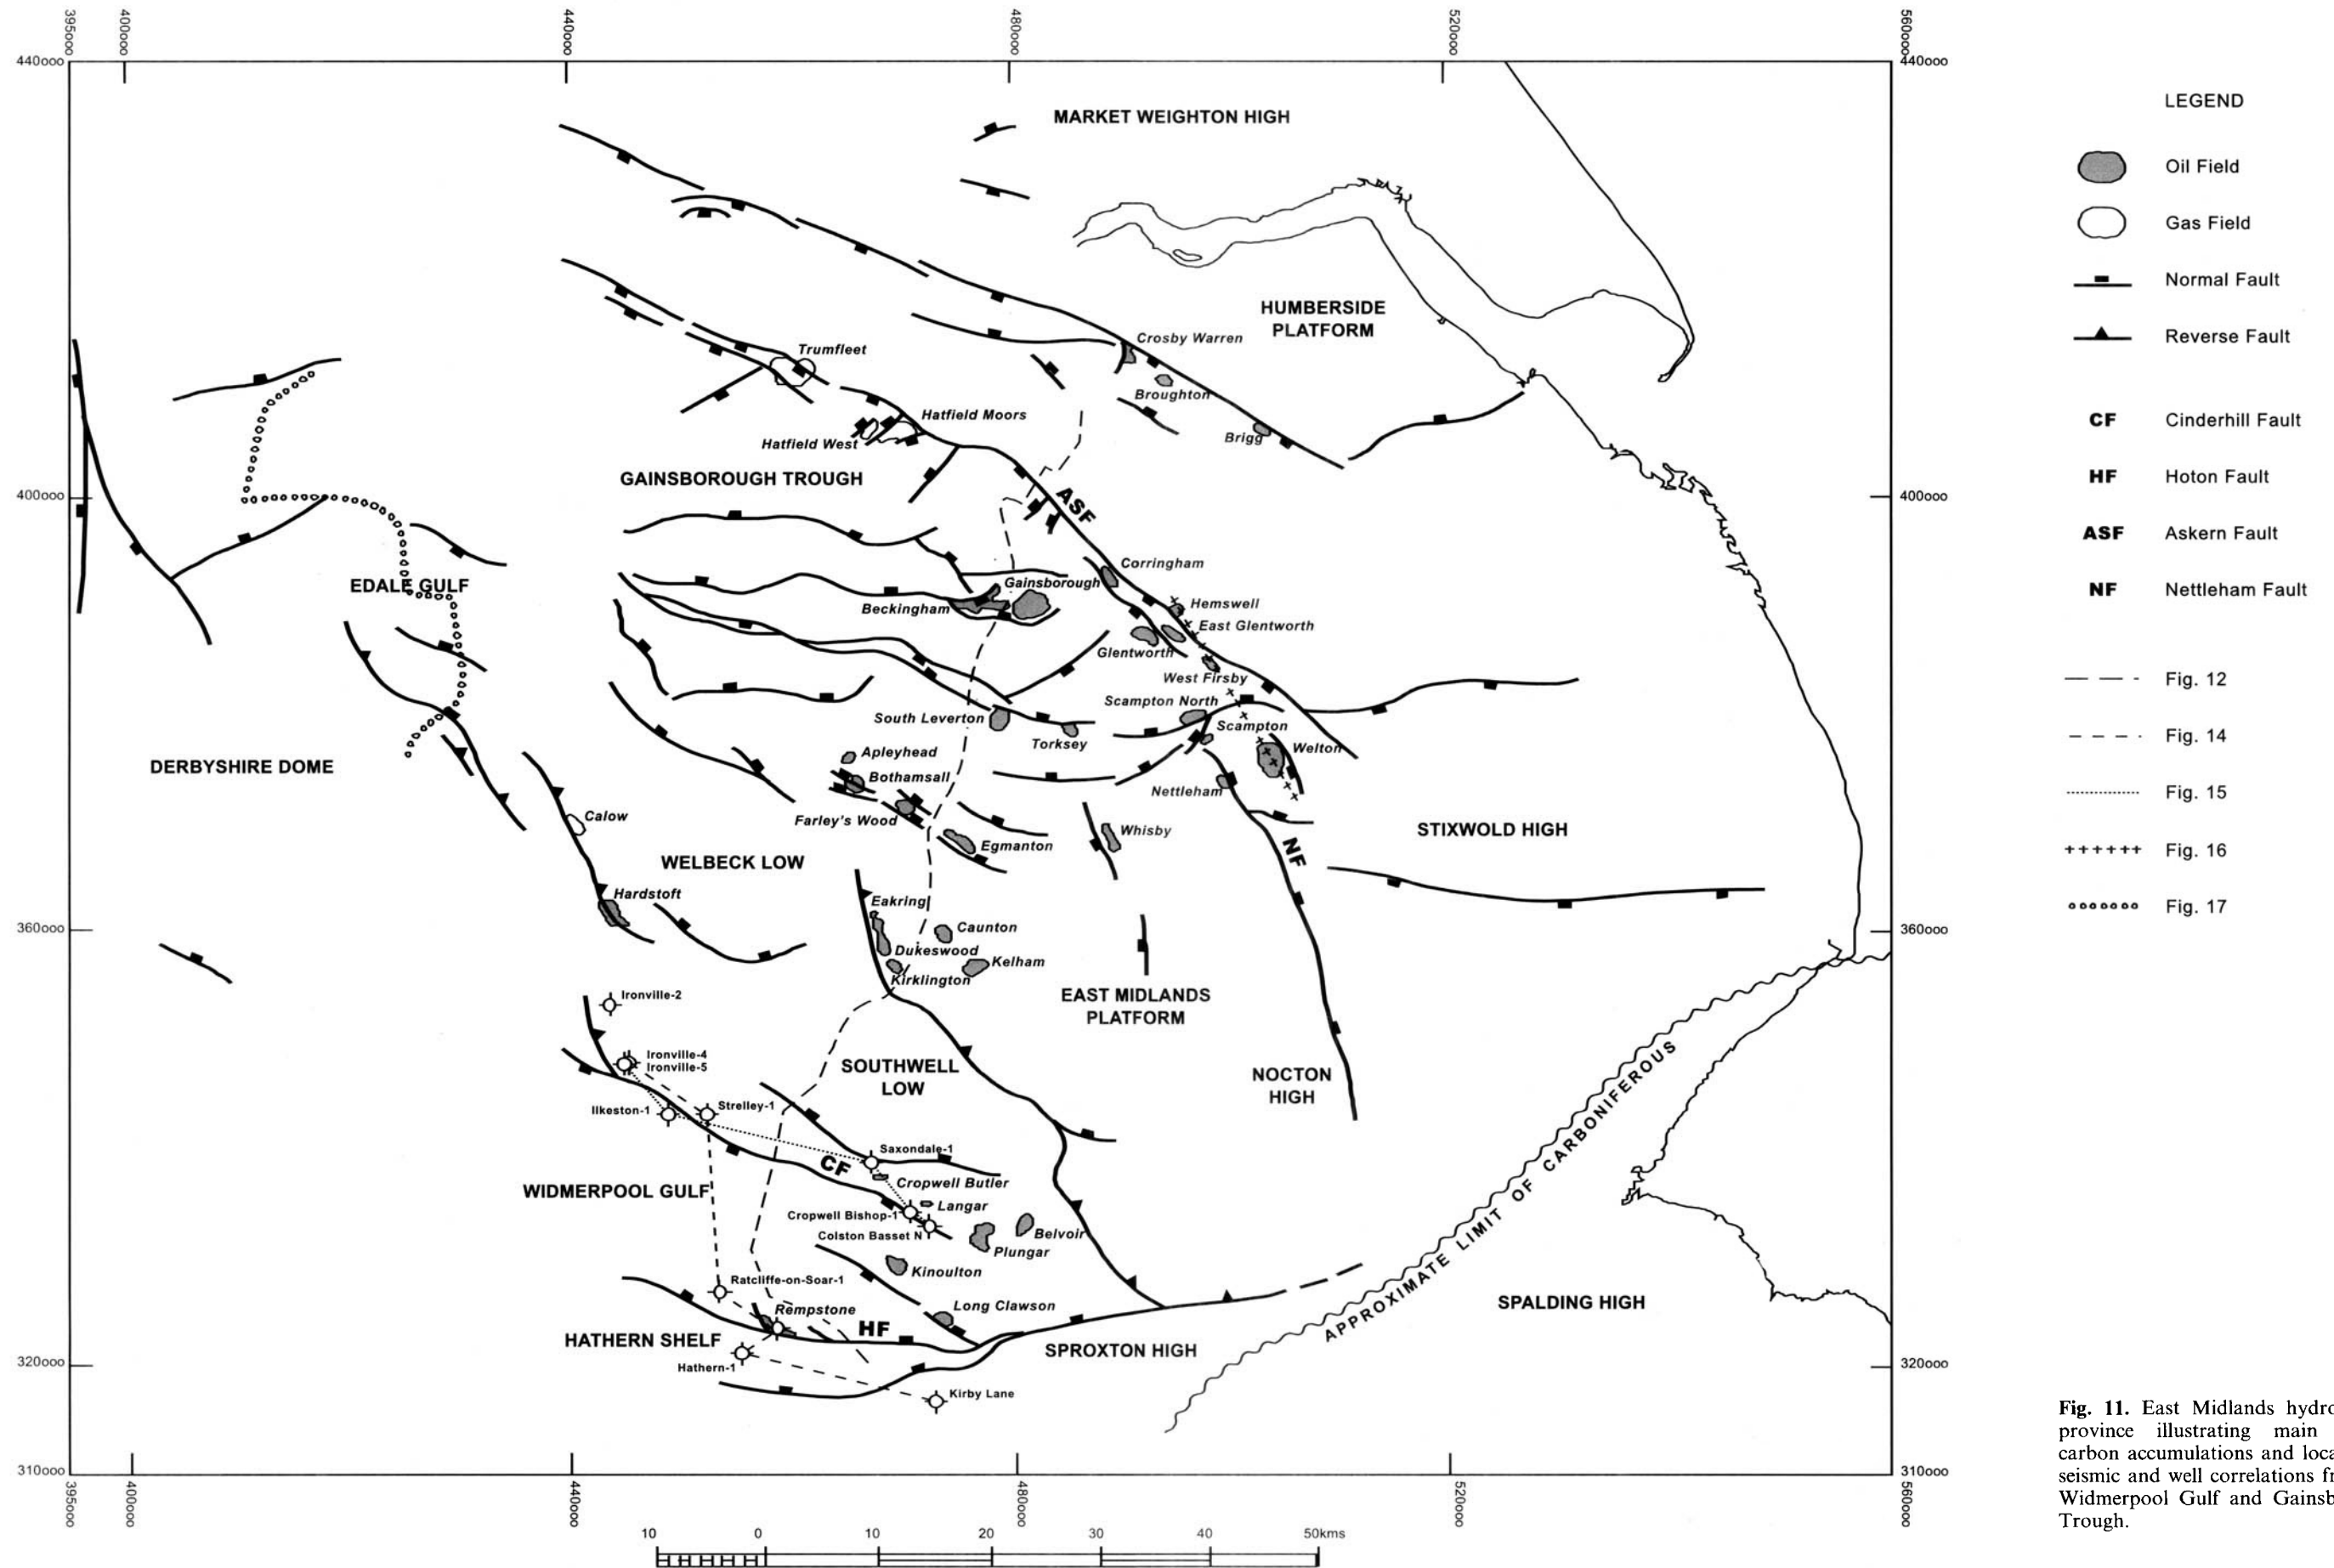 395000
400000
440000
480000
520000
560000
440000
440000
MARKET WEIGHTON HIGH
HUMBERSIDE
PLATFORM
Crosby Warren
Trumfleet
Broughton
Hatfield Moors
Brigg
Hatfield West
GAINSBOROUGH TROUGH
400000
400000
ASF
Corringham
EDALE GULF
Gainsborough
Beckingham
Hemswell
East Glentworth
Glentworth
West Firsby
Scampton North
South Leverton
Scampton
Torksey
Welton
Apleyhead
DERBYSHIRE DOME
Bothamsall
Nettleham
Calow
Farley's Wood
Whisby
STIXWOLD HIGH
Egmanton
NF
WELBECK LOW
Hardstoft
Eakring
Caunton
360000
360000
Dukeswood
Kelham
Kirklington
Ironville-2
EAST MIDLANDS
PLATFORM
Ironville-4
Ironville-5
SOUTHWELL
LOW
NOCTON
HIGH
Ilkeston-1
Strelley-1
APPROXIMATE LIMIT OF CARBONIFEROUS
Saxondale-1
CF
Cropwell Butler
WIDMERPOOL GULF
Langar
Cropwell Bishop-1
Colston Basset N
Belvoir
Plungar
Kinoulton
Ratcliffe-on-Soar-1
Rempstone
Long Clawson
SPALDING HIGH
HF
HATHERN SHELF
SPROXTON HIGH
320000
320000
Hathern-1
Kirby Lane
310000
310000
395000
400000
440000
480000
520000
560000
10 0 10 20 30 40 50kms
LEGEND
Oil Field
Gas Field
Normal Fault
Reverse Fault
CF Cinderhill Fault
HF Hoton Fault
ASF Askern Fault
NF Nettleham Fault
Fig. 12
Fig. 14
Fig. 15
Fig. 16
Fig. 17
Fig. 11. East Midlands hydro
province illustrating main
carbon accumulations and loca
seismic and well correlations fr
Widmerpool Gulf and Gainsb
Trough.